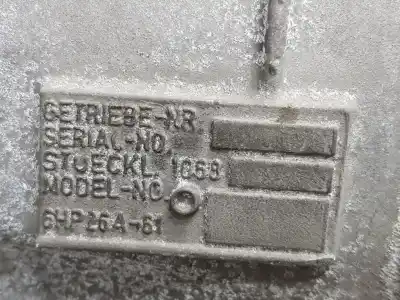 GETRIEBE-NR.
SERIAL-NO.
STUECKL. 1068
MODEL-NO.
6HP26A-61